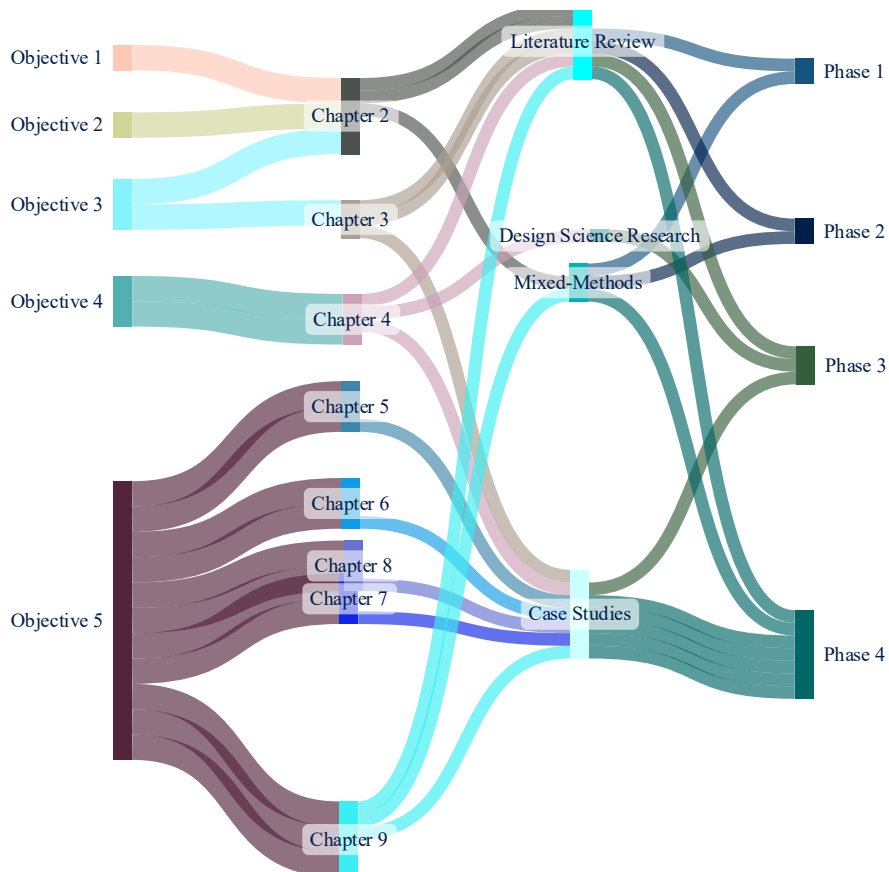 Objective 1
Objective 2
Objective 3
Objective 4
Objective 5
Chapter 2
Chapter 3
Chapter 4
Chapter 5
Chapter 6
Chapter 8
Chapter 7
Chapter 9
Literature Review
Design Science Research
Mixed-Methods
Case Studies
Phase 1
Phase 2
Phase 3
Phase 4